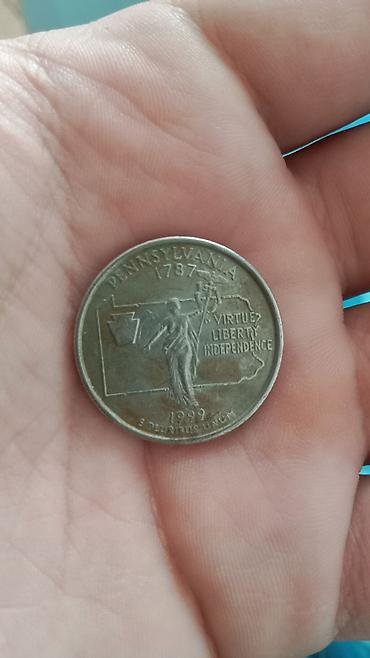 PENNSYLVANIA
1787
VIRTUE
LIBERTY
INDEPENDENCE
1999
E PLURIBUS UNUM